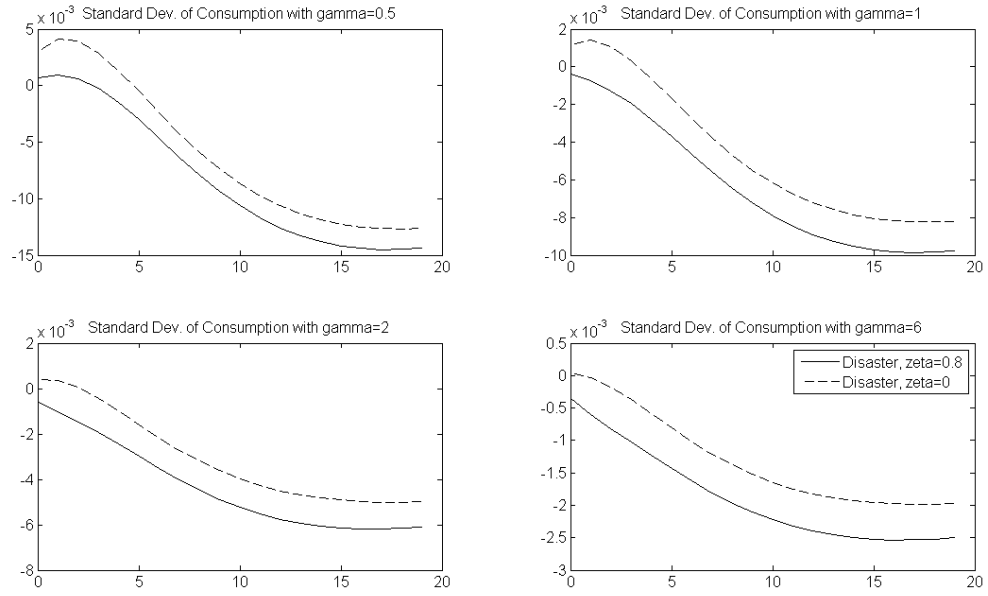 Standard Dev. of Consumption with gamma=0.5
x 10-3
5
0
-5
-10
-15
0 5 10 15 20
Standard Dev. of Consumption with gamma=1
x 10-3
2
0
-2
-4
-6
-8
-10
0 5 10 15 20
Standard Dev. of Consumption with gamma=2
x 10-3
2
0
-2
-4
-6
-8
0 5 10 15 20
Standard Dev. of Consumption with gamma=6
x 10-3
0.5
0
-0.5
-1
-1.5
-2
-2.5
-3
0 5 10 15 20
Disaster, zeta=0.8
Disaster, zeta=0